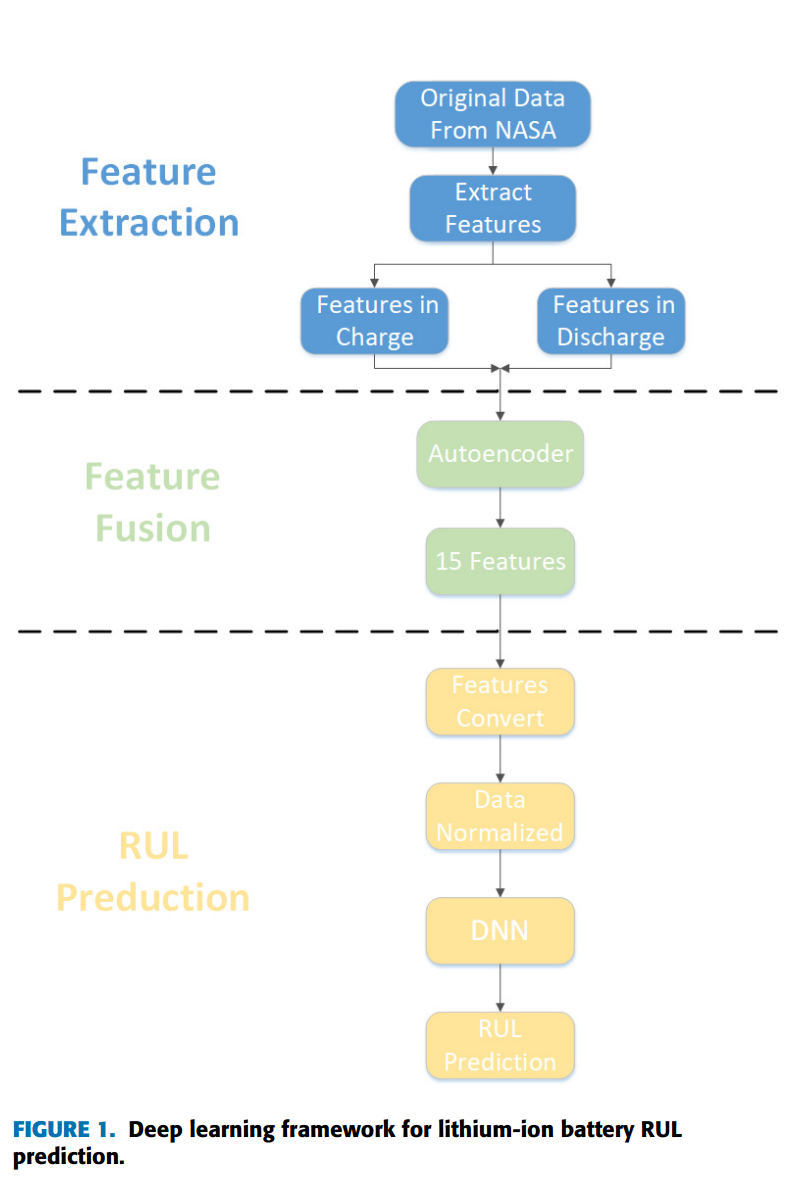 Original Data
From NASA
Feature
Extraction
Extract
Features
Features in
Charge
Features in
Discharge
Feature
Fusion
Autoencoder
15 Features
RUL
Preduction
Features
Convert
Data
Normalized
DNN
RUL
Prediction
FIGURE 1. Deep learning framework for lithium-ion battery RUL
prediction.